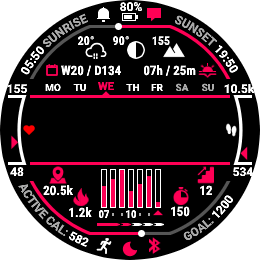 80%
05:50 SUNRISE
SUNSET 19:50
20° 90° 155
W20 / D134 07h / 25m
155 MO TU WE TH FR SA SU 10.5k
48 534
20.5k 12
1.2k 07 10 150
ACTIVE CAL: 582
GOAL: 1200